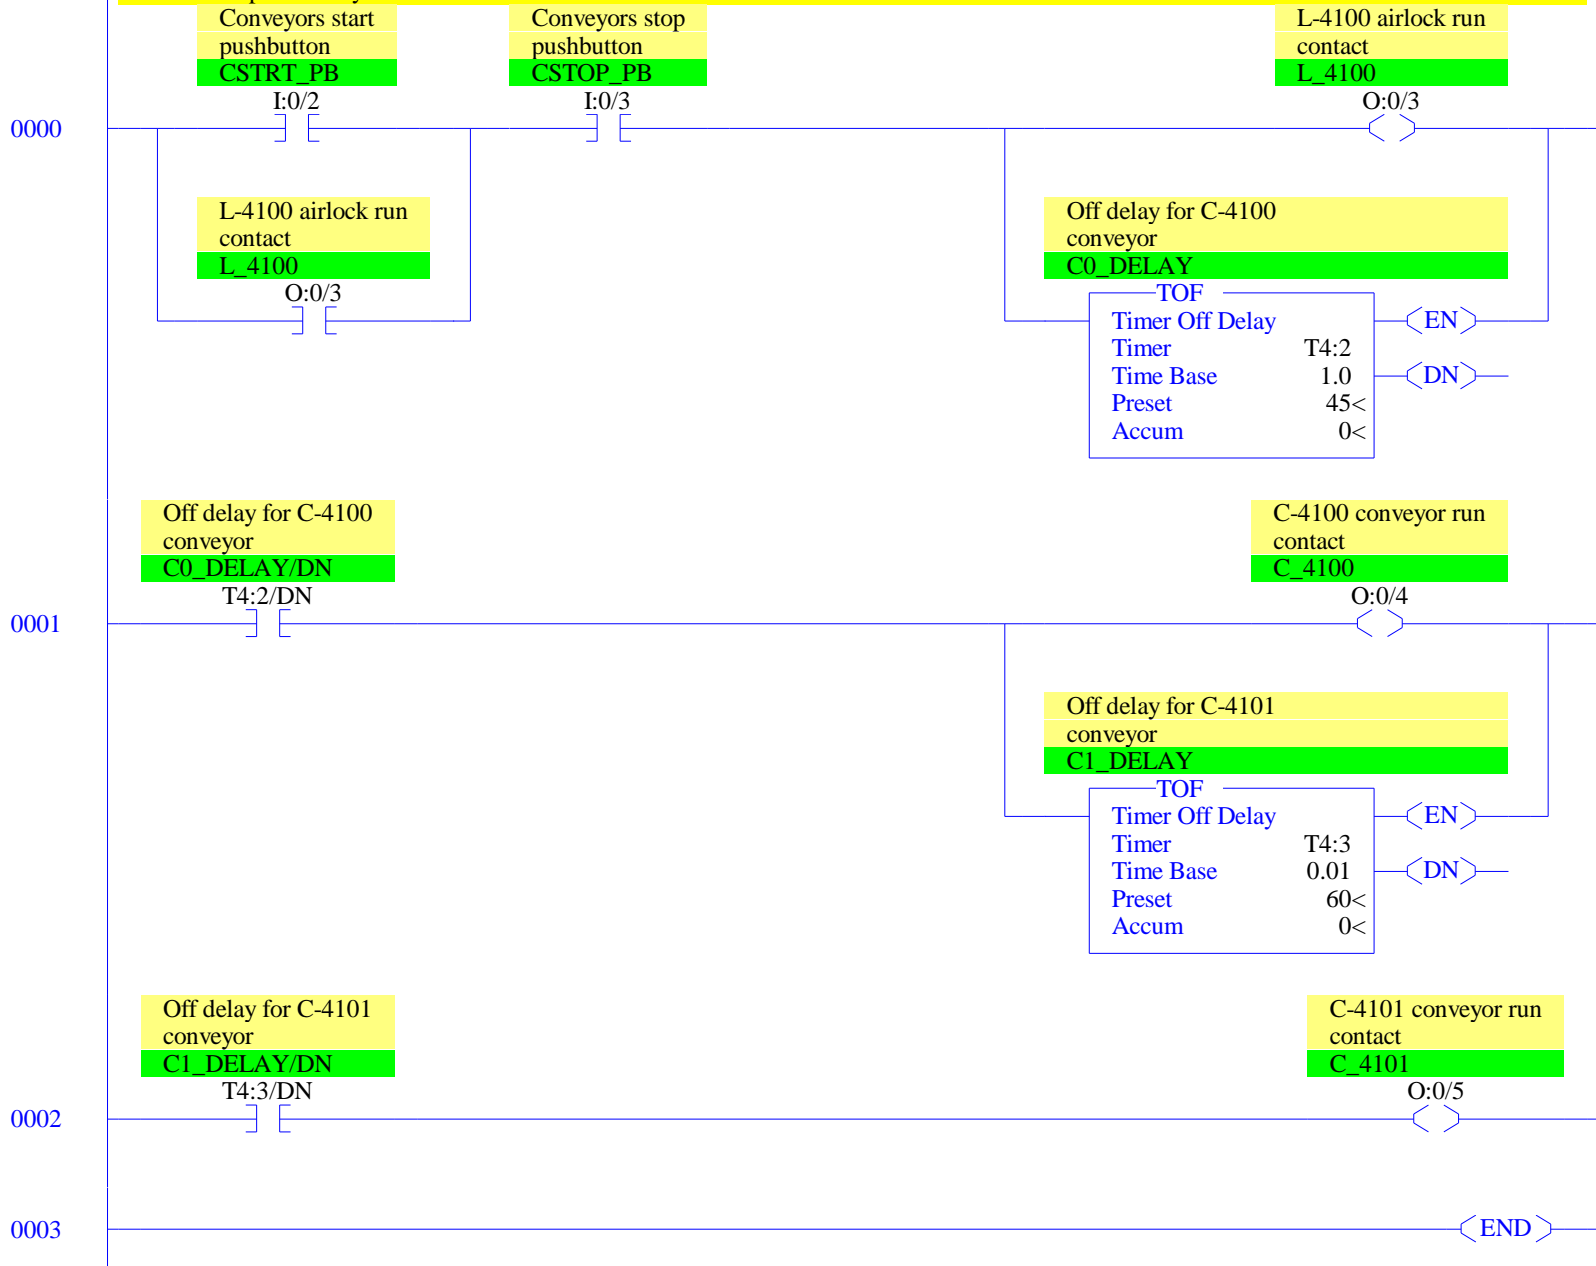 Conveyors start
pushbutton
CSTRT_PB
I:0/2
Conveyors stop
pushbutton
CSTOP_PB
I:0/3
L-4100 airlock run
contact
L_4100
O:0/3
0000
L-4100 airlock run
contact
L_4100
O:0/3
Off delay for C-4100
conveyor
C0_DELAY
TOF
Timer Off Delay
Timer T4:2
Time Base 1.0
Preset 45<
Accum 0<
EN
DN
Off delay for C-4100
conveyor
C0_DELAY/DN
T4:2/DN
C-4100 conveyor run
contact
C_4100
O:0/4
0001
Off delay for C-4101
conveyor
C1_DELAY
TOF
Timer Off Delay
Timer T4:3
Time Base 0.01
Preset 60<
Accum 0<
EN
DN
Off delay for C-4101
conveyor
C1_DELAY/DN
T4:3/DN
C-4101 conveyor run
contact
C_4101
O:0/5
0002
0003
END